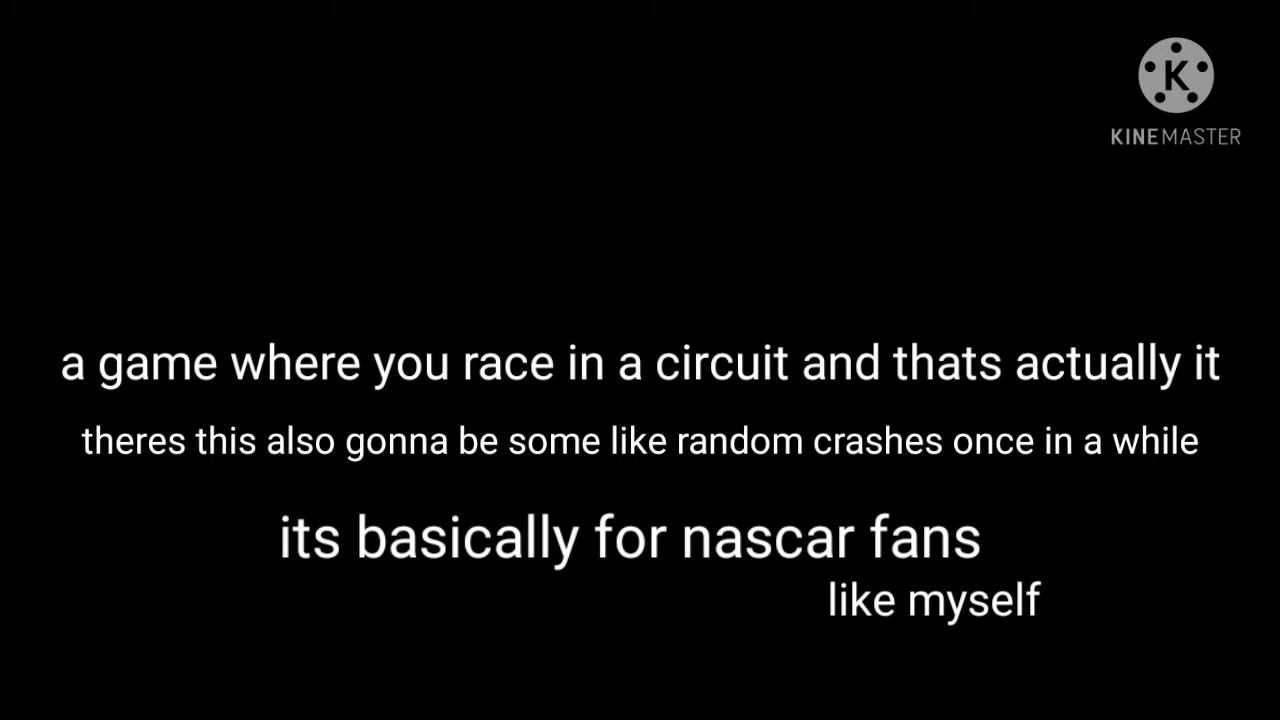 K
KINEMASTER
a game where you race in a circuit and thats actually it
theres this also gonna be some like random crashes once in a while
its basically for nascar fans
like myself